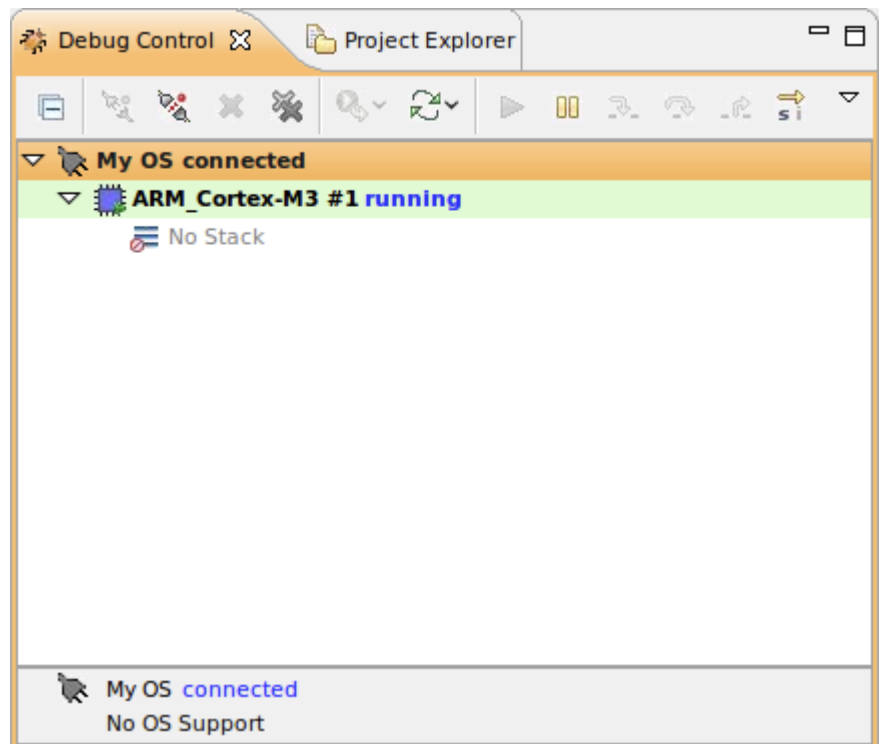 Debug Control Project Explorer
s i
My OS connected
ARM_Cortex-M3 #1 running
No Stack
My OS connected
No OS Support